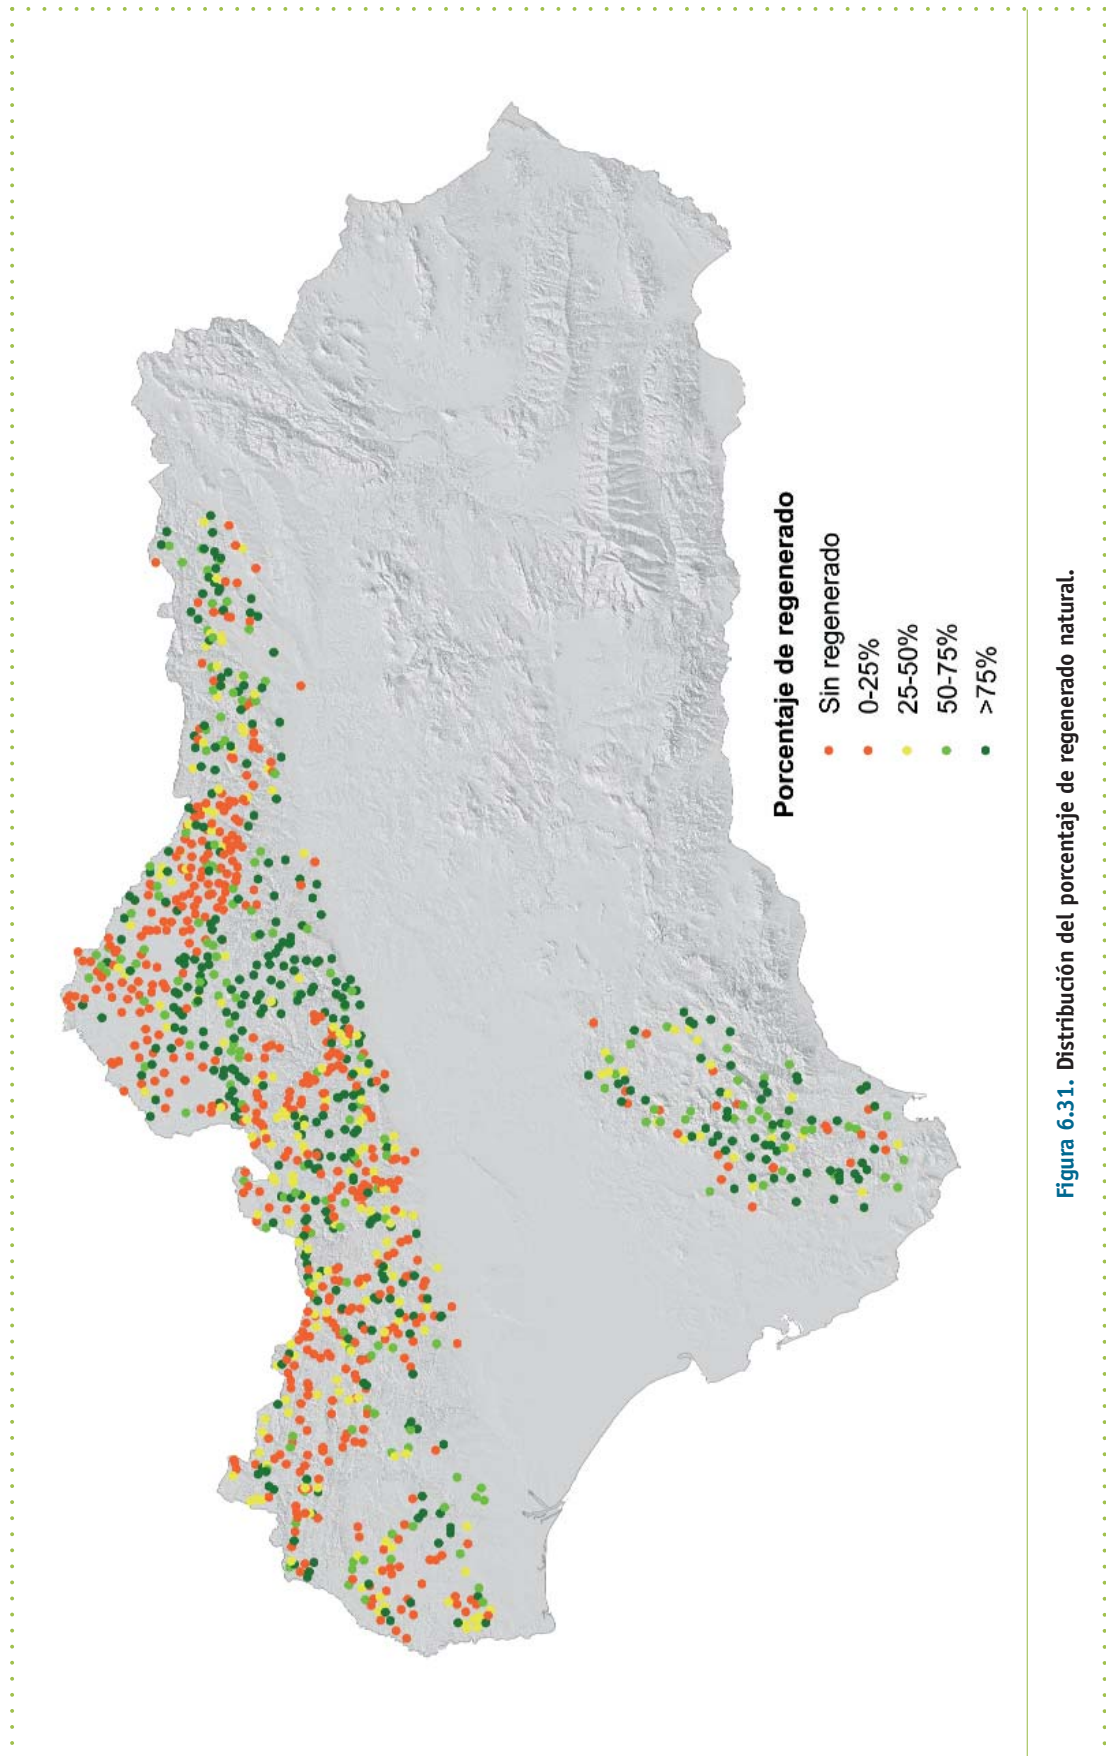 Porcentaje de regenerado
Sin regenerado
0-25%
25-50%
50-75%
>75%
Figura 6.31. Distribución del porcentaje de regenerado natural.